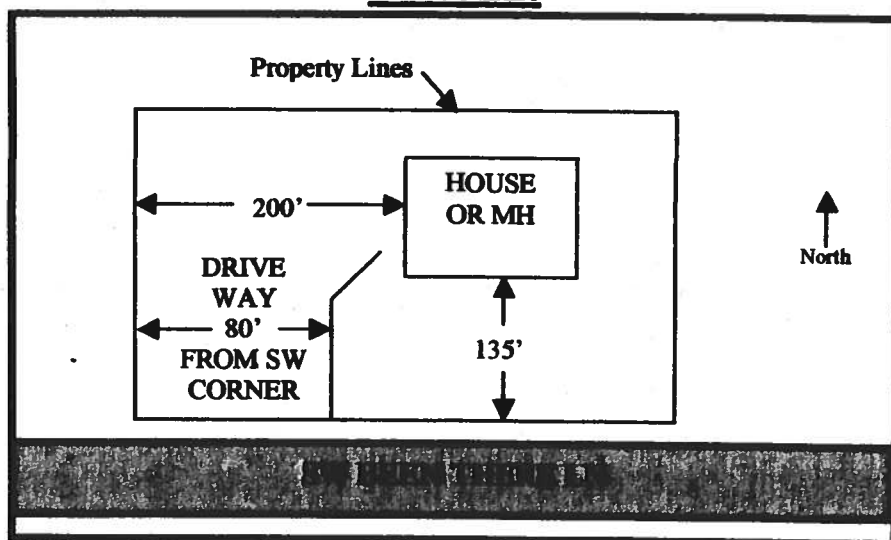 Property Lines
HOUSE
OR MH
200’
North
DRIVE
WAY
80’
FROM SW
CORNER
135’